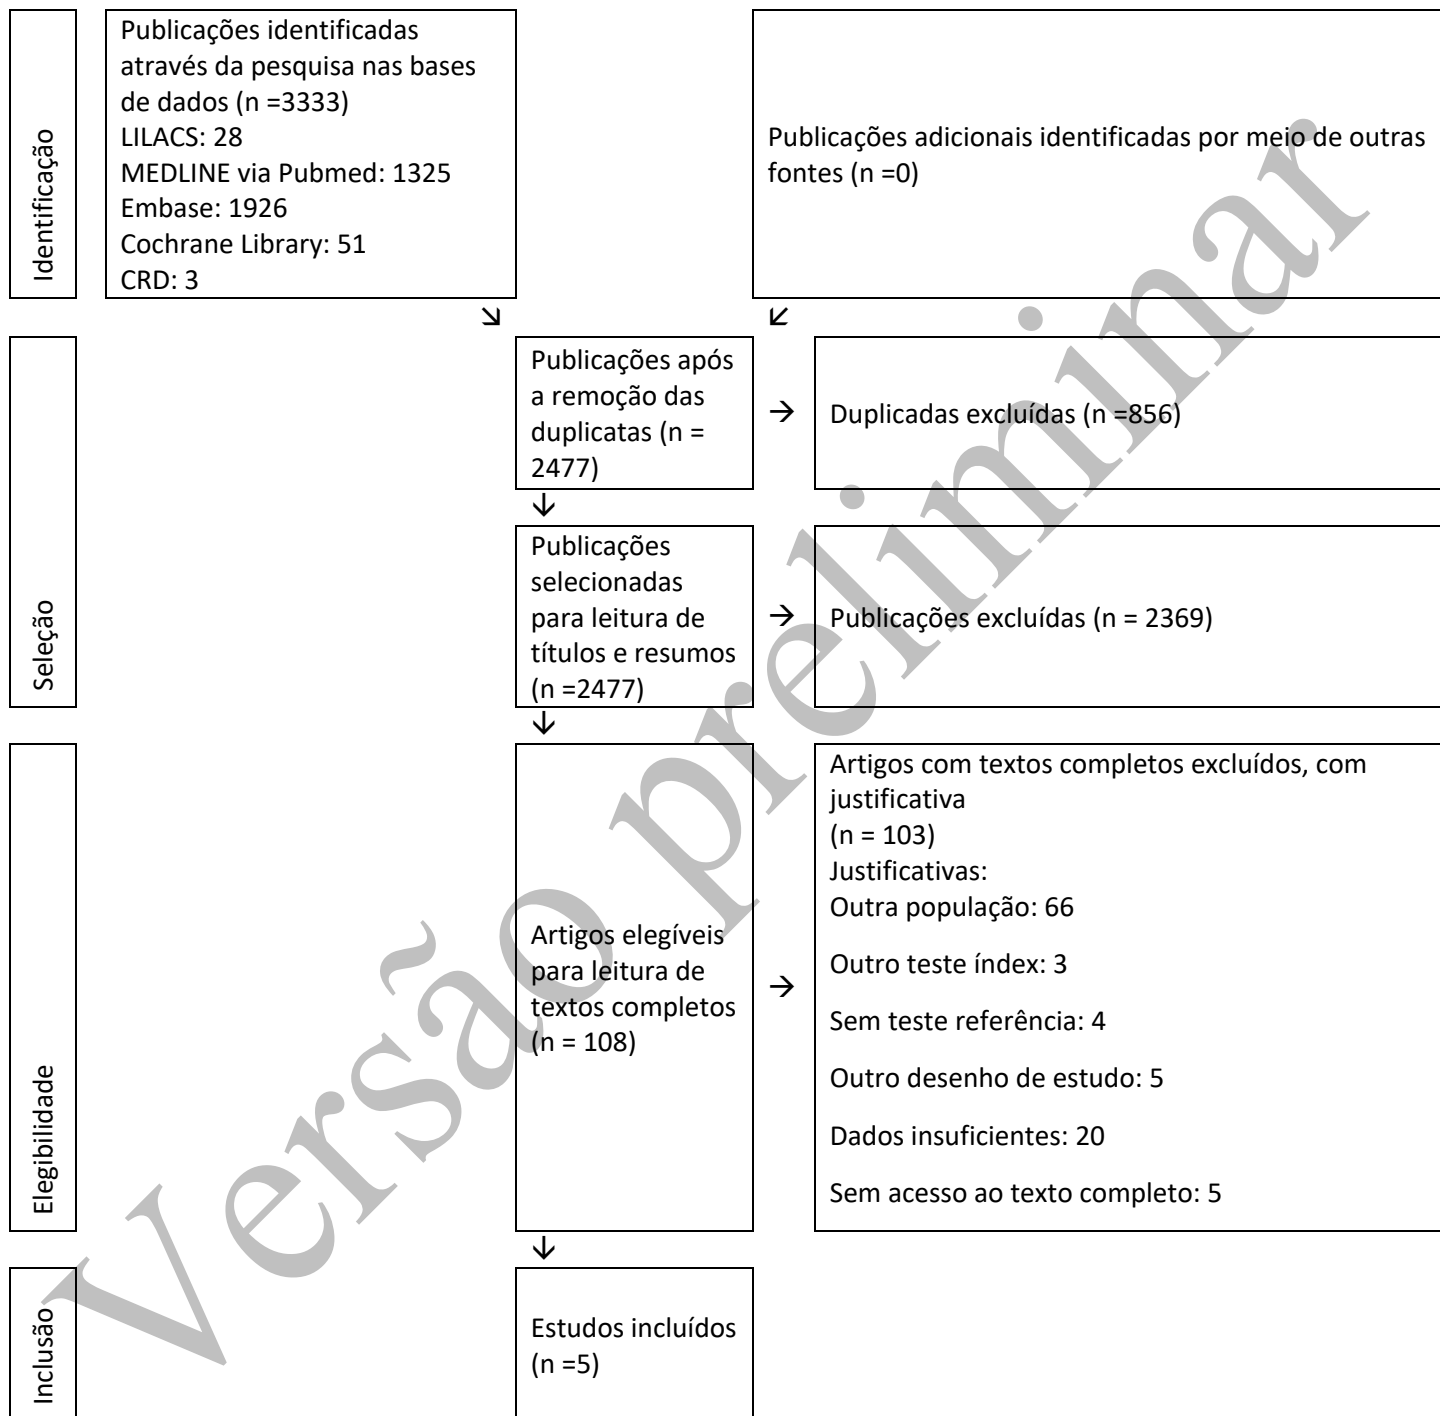 Identificação
Publicações identificadas
através da pesquisa nas bases
de dados (n =3333)
LILACS: 28
MEDLINE via Pubmed: 1325
Embase: 1926
Cochrane Library: 51
CRD: 3
Publicações adicionais identificadas por meio de outras
fontes (n =0)
Seleção
Publicações após
a remoção das
duplicatas (n =
2477)
Duplicadas excluídas (n =856)
Publicações
selecionadas
para leitura de
títulos e resumos
(n =2477)
Publicações excluídas (n = 2369)
Elegibilidade
Artigos elegíveis
para leitura de
textos completos
(n = 108)
Artigos com textos completos excluídos, com
justificativa
(n = 103)
Justificativas:
Outra população: 66
Outro teste índex: 3
Sem teste referência: 4
Outro desenho de estudo: 5
Dados insuficientes: 20
Sem acesso ao texto completo: 5
Inclusão
Estudos incluídos
(n =5)
Versão preliminar